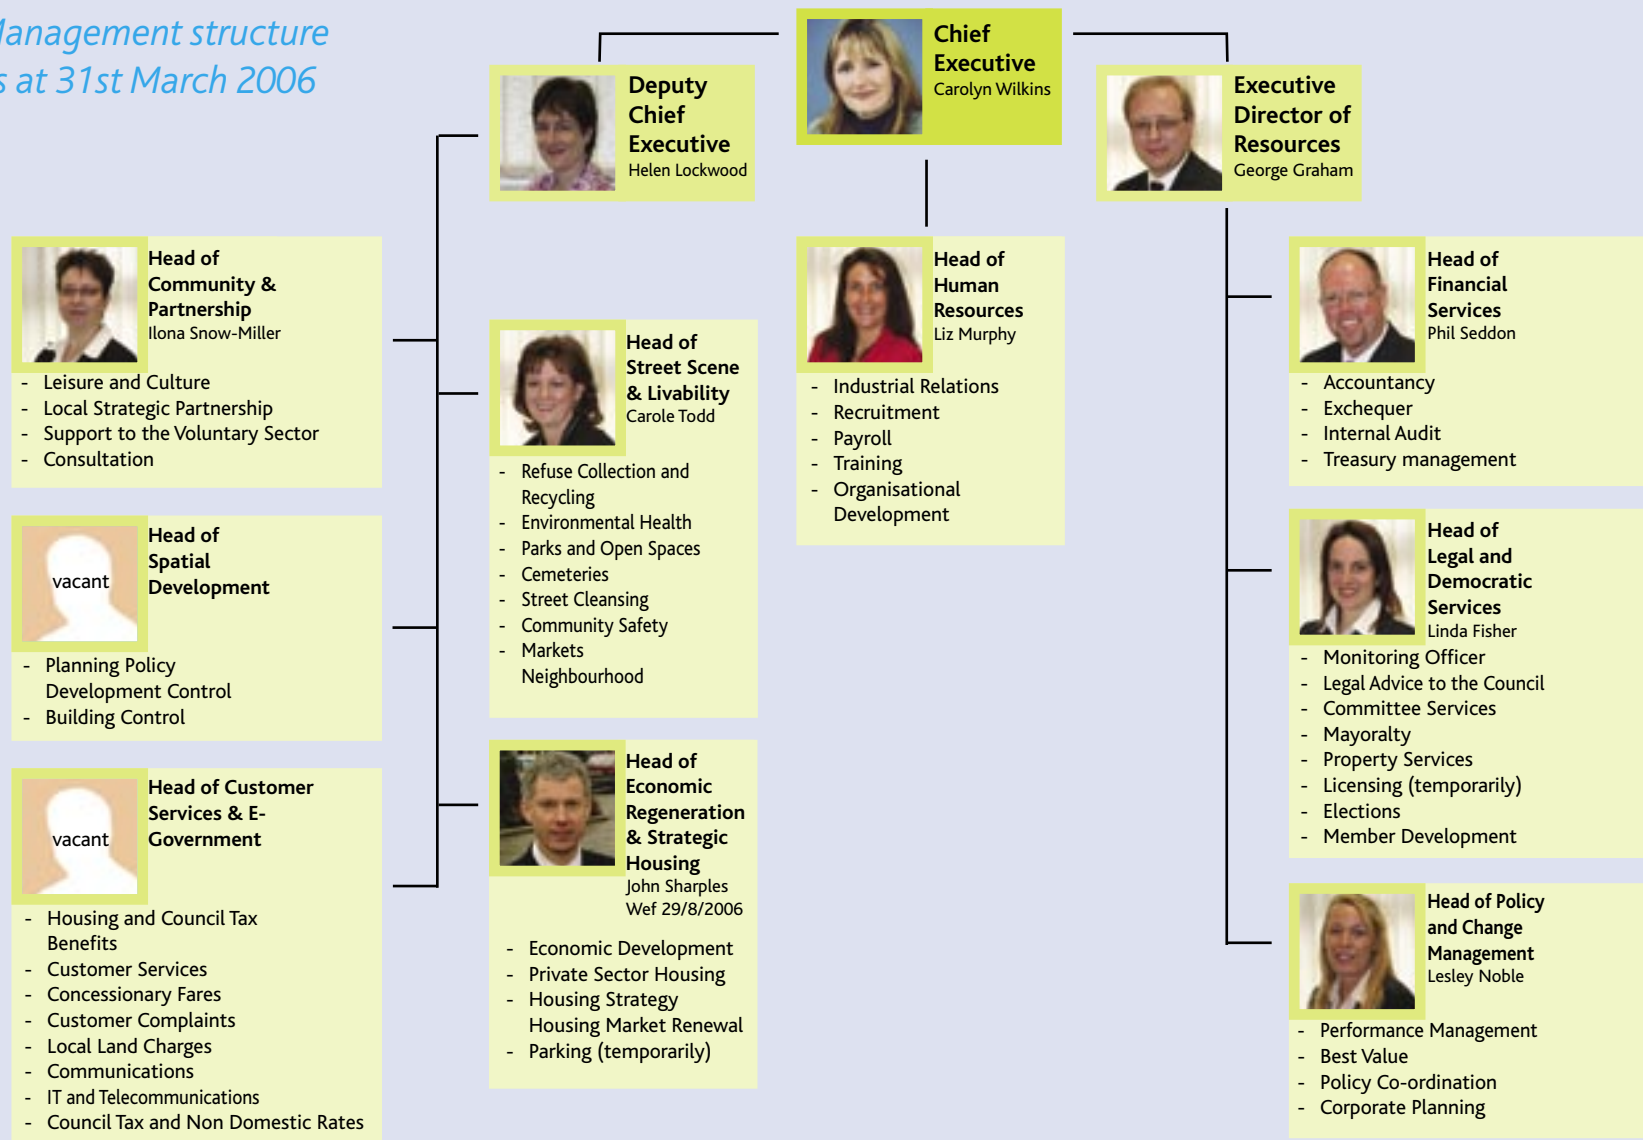 Management structure
s at 31st March 2006
Chief
Executive
Carolyn Wilkins
Deputy
Chief
Executive
Helen Lockwood
Executive
Director of
Resources
George Graham
Head of
Community &
Partnership
Ilona Snow-Miller
- Leisure and Culture
- Local Strategic Partnership
- Support to the Voluntary Sector
- Consultation
vacant
Head of
Spatial
Development
- Planning Policy
Development Control
- Building Control
vacant
Head of Customer
Services & E-
Government
- Housing and Council Tax
Benefits
- Customer Services
- Concessionary Fares
- Customer Complaints
- Local Land Charges
- Communications
- IT and Telecommunications
- Council Tax and Non Domestic Rates
Head of
Street Scene
& Livability
Carole Todd
- Refuse Collection and
Recycling
- Environmental Health
- Parks and Open Spaces
- Cemeteries
- Street Cleansing
- Community Safety
- Markets
Neighbourhood
Head of
Economic
Regeneration
& Strategic
Housing
John Sharples
Wef 29/8/2006
- Economic Development
- Private Sector Housing
- Housing Strategy
Housing Market Renewal
- Parking (temporarily)
Head of
Human
Resources
Liz Murphy
- Industrial Relations
- Recruitment
- Payroll
- Training
- Organisational
Development
Head of
Financial
Services
Phil Seddon
- Accountancy
- Exchequer
- Internal Audit
- Treasury management
Head of
Legal and
Democratic
Services
Linda Fisher
- Monitoring Officer
- Legal Advice to the Council
- Committee Services
- Mayoralty
- Property Services
- Licensing (temporarily)
- Elections
- Member Development
Head of Policy
and Change
Management
Lesley Noble
- Performance Management
- Best Value
- Policy Co-ordination
- Corporate Planning